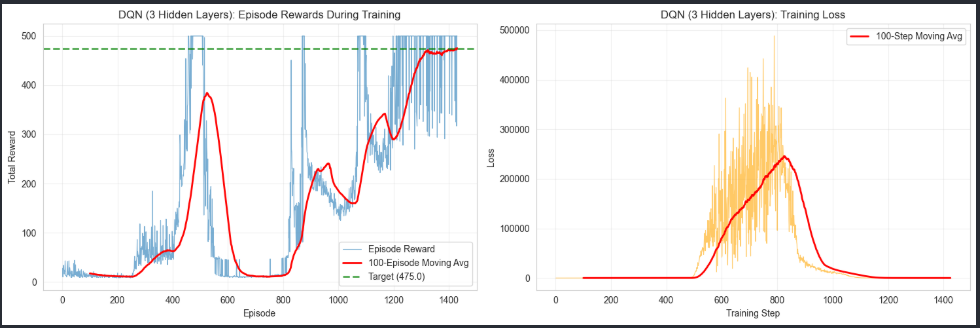 DQN (3 Hidden Layers): Episode Rewards During Training
500
400
300
200
100
0
Total Reward
0 200 400 600 800 1000 1200 1400
Episode
Episode Reward
100-Episode Moving Avg
Target (475.0)
DQN (3 Hidden Layers): Training Loss
500000
400000
300000
200000
100000
0
Loss
0 200 400 600 800 1000 1200 1400
Training Step
100-Step Moving Avg